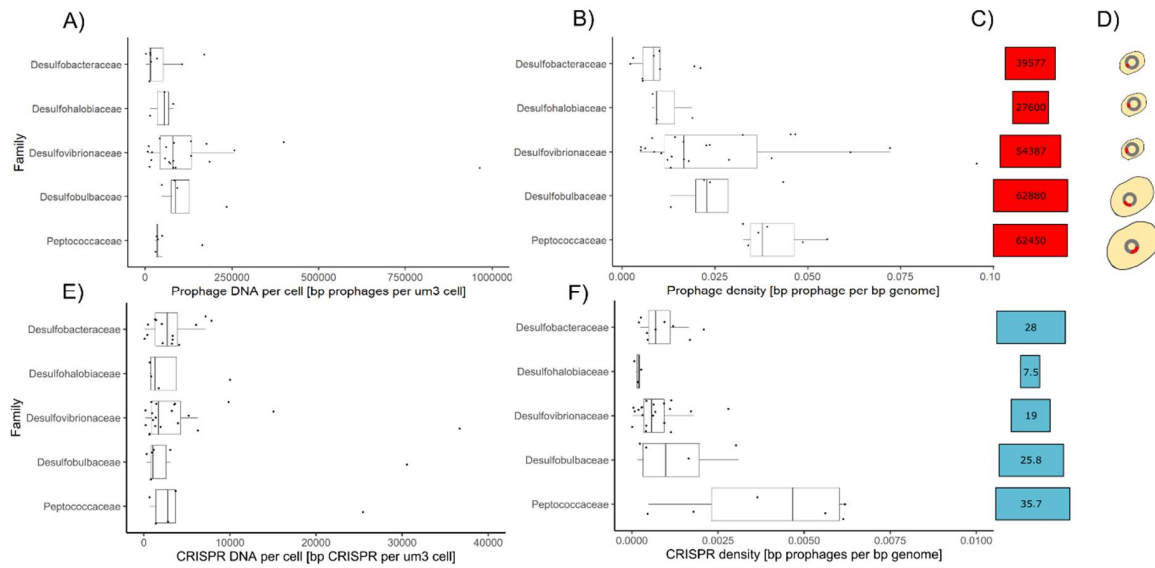 A)
B)
C)
D)
Family
Desulfobacteraceae
Desulfohalobiaceae
Desulfovibrionaceae
Desulfobulbaceae
Peptococcaceae
0
250000
500000
750000
1000000
Prophage DNA per cell [bp prophages per um3 cell]
Desulfobacteraceae
Desulfohalobiaceae
Desulfovibrionaceae
Desulfobulbaceae
Peptococcaceae
0.000
0.025
0.050
0.075
0.10
Prophage density [bp prophage per bp genome]
39577
27600
54387
62880
62450
E)
F)
Family
Desulfobacteraceae
Desulfohalobiaceae
Desulfovibrionaceae
Desulfobulbaceae
Peptococcaceae
0
10000
20000
30000
40000
CRISPR DNA per cell [bp CRISPR per um3 cell]
Desulfobacteraceae
Desulfohalobiaceae
Desulfovibrionaceae
Desulfobulbaceae
Peptococcaceae
0.0000
0.0025
0.0050
0.0075
0.0100
CRISPR density [bp prophages per bp genome]
28
7.5
19
25.8
35.7